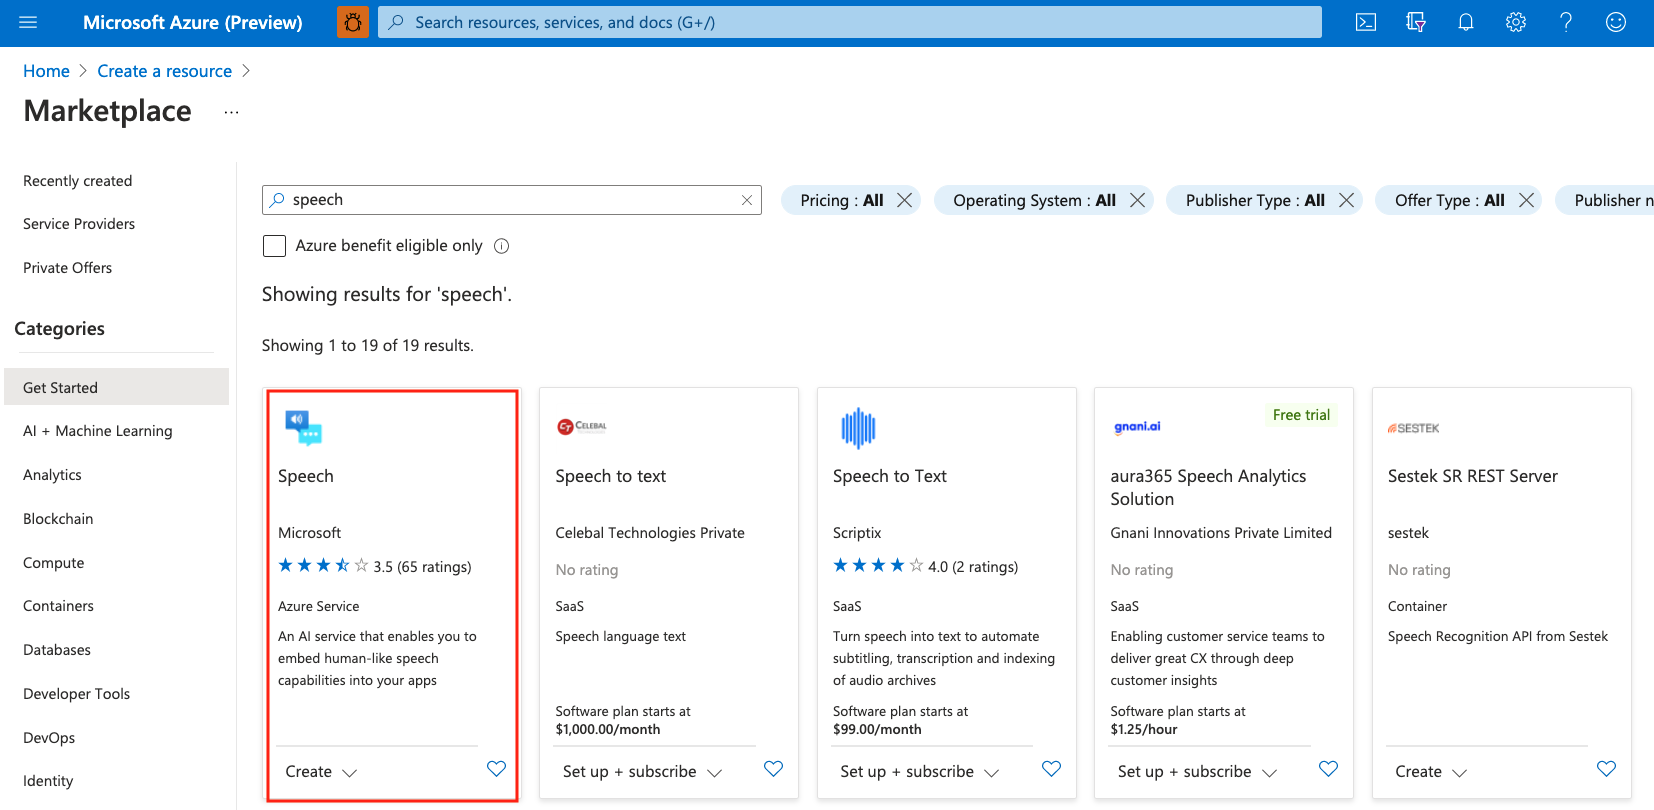 Microsoft Azure (Preview)
Search resources, services, and docs (G+/)
Home > Create a resource >
Marketplace ...
Recently created
Service Providers
Private Offers
Categories
Get Started
AI + Machine Learning
Analytics
Blockchain
Compute
Containers
Databases
Developer Tools
DevOps
Identity
speech
Pricing : All
Operating System : All
Publisher Type : All
Offer Type : All
Publisher n
Azure benefit eligible only
Showing results for 'speech'.
Showing 1 to 19 of 19 results.
Speech
Microsoft
3.5 (65 ratings)
Azure Service
An AI service that enables you to
embed human-like speech
capabilities into your apps
Create
CELEBAL
Speech to text
Celebal Technologies Private
No rating
SaaS
Speech language text
Software plan starts at
$1,000.00/month
Set up + subscribe
Speech to Text
Scriptix
4.0 (2 ratings)
SaaS
Turn speech into text to automate
subtitling, transcription and indexing
of audio archives
Software plan starts at
$99.00/month
Set up + subscribe
Free trial
gnani.ai
aura365 Speech Analytics
Solution
Gnani Innovations Private Limited
No rating
SaaS
Enabling customer service teams to
deliver great CX through deep
customer insights
Software plan starts at
$1.25/hour
Set up + subscribe
SESTEK
Sestek SR REST Server
sestek
No rating
Container
Speech Recognition API from Sestek
Create